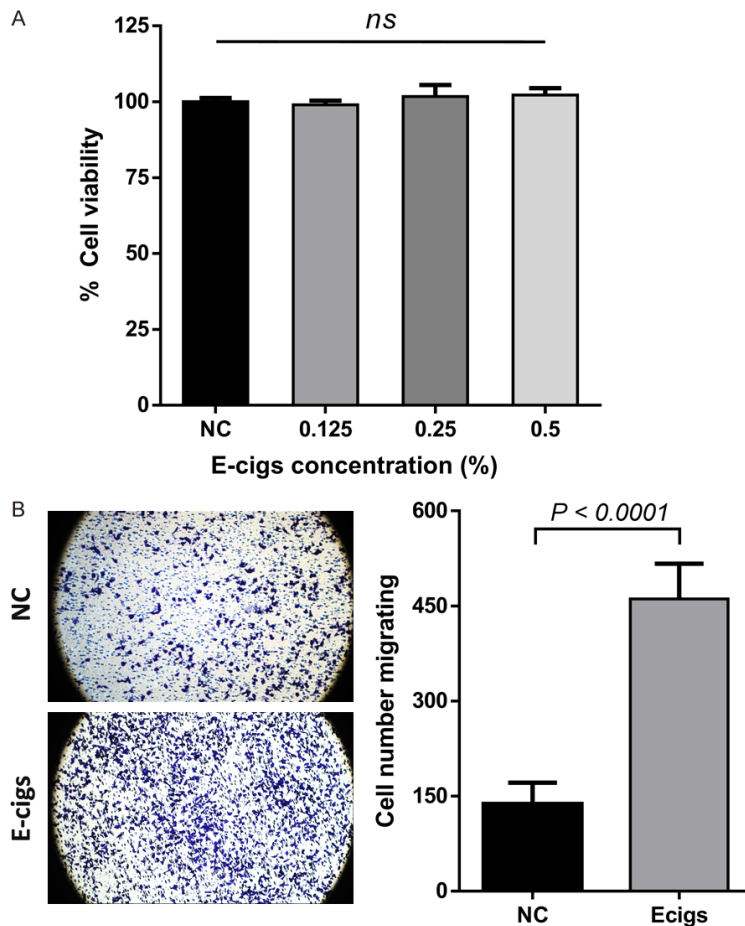 A
ns
125
100
75
50
25
0
% Cell viability
NC 0.125 0.25 0.5
E-cigs concentration (%)
B
NC
E-cigs
600
450
300
150
0
Cell number migrating
P < 0.0001
NC Ecigs